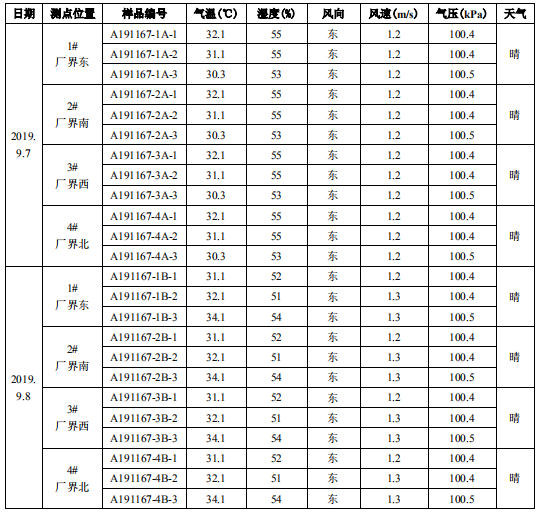 日期 测点位置 样品编号 气温(℃) 湿度(%) 风向 风速(m/s) 气压(kPa) 天气
2019.9.7 1#厂界东 A191167-1A-1 32.1 55 东 1.2 100.4 晴
A191167-1A-2 31.1 55 东 1.2 100.4
A191167-1A-3 30.3 53 东 1.2 100.5
2#厂界南 A191167-2A-1 32.1 55 东 1.2 100.4 晴
A191167-2A-2 31.1 55 东 1.2 100.4
A191167-2A-3 30.3 53 东 1.2 100.5
3#厂界西 A191167-3A-1 32.1 55 东 1.2 100.4 晴
A191167-3A-2 31.1 55 东 1.2 100.4
A191167-3A-3 30.3 53 东 1.2 100.5
4#厂界北 A191167-4A-1 32.1 55 东 1.2 100.4 晴
A191167-4A-2 31.1 55 东 1.2 100.4
A191167-4A-3 30.3 53 东 1.2 100.5
2019.9.8 1#厂界东 A191167-1B-1 31.1 52 东 1.2 100.4 晴
A191167-1B-2 32.1 51 东 1.3 100.4
A191167-1B-3 34.1 54 东 1.3 100.5
2#厂界南 A191167-2B-1 31.1 52 东 1.2 100.4 晴
A191167-2B-2 32.1 51 东 1.3 100.4
A191167-2B-3 34.1 54 东 1.3 100.5
3#厂界西 A191167-3B-1 31.1 52 东 1.2 100.4 晴
A191167-3B-2 32.1 51 东 1.3 100.4
A191167-3B-3 34.1 54 东 1.3 100.5
4#厂界北 A191167-4B-1 31.1 52 东 1.2 100.4 晴
A191167-4B-2 32.1 51 东 1.3 100.4
A191167-4B-3 34.1 54 东 1.3 100.5